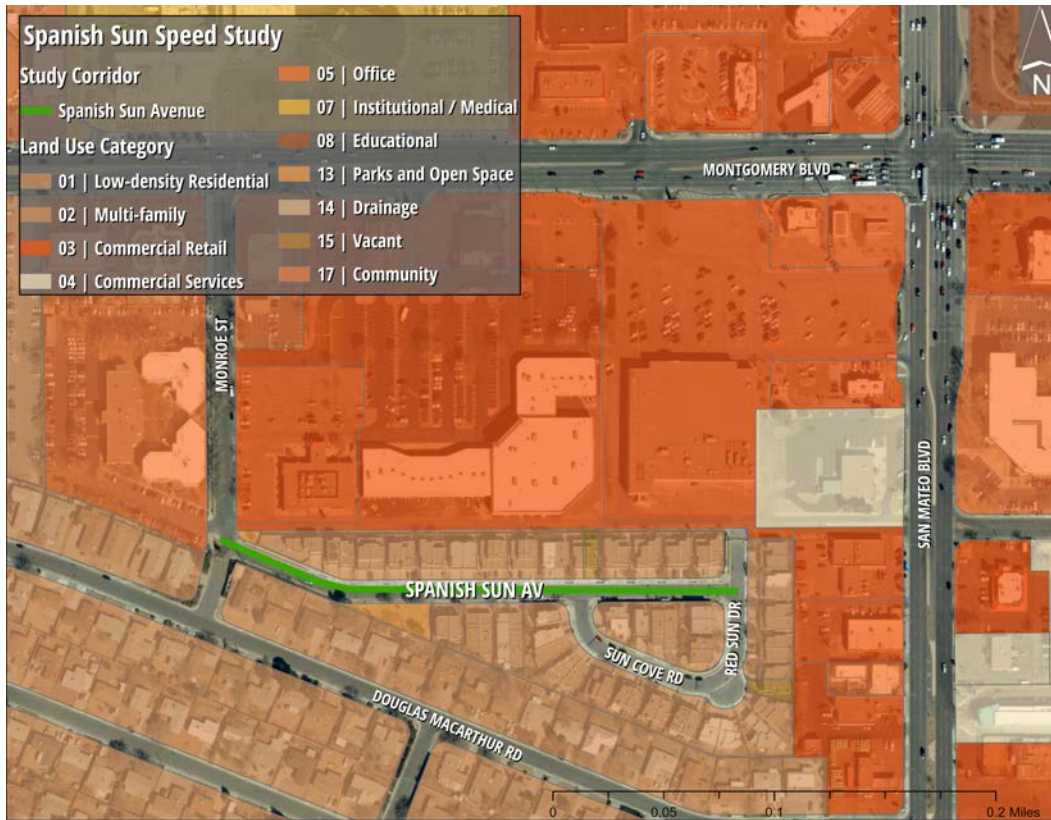 Spanish Sun Speed Study
Study Corridor
Spanish Sun Avenue
Land Use Category
01 | Low-density Residential
02 | Multi-family
03 | Commercial Retail
04 | Commercial Services
05 | Office
07 | Institutional / Medical
08 | Educational
13 | Parks and Open Space
14 | Drainage
15 | Vacant
17 | Community
N
MONTGOMERY BLVD
MONROE ST
SAN MATEO BLVD
SPANISH SUN AV
RED SUN DR
SUN COVE RD
DOUGLAS MACARTHUR RD
0 0.05 0.1 0.2 Miles